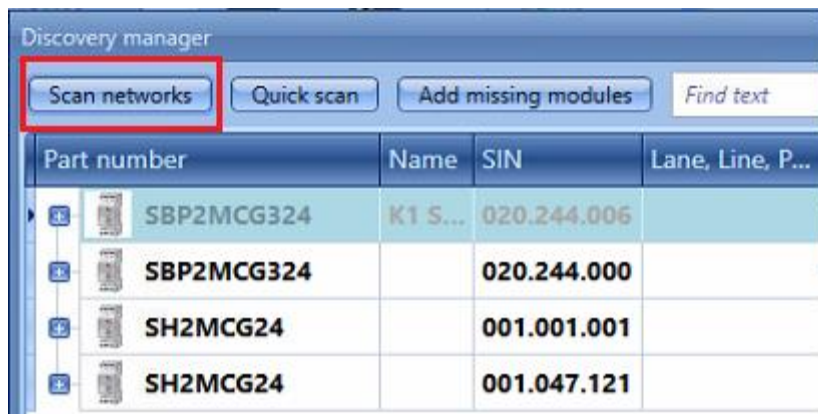 Discovery manager
Scan networks Quick scan Add missing modules Find text
Part number Name SIN Lane, Line, P...
SBP2MCG324 K1 S... 020.244.006
SBP2MCG324 020.244.000
SH2MCG24 001.001.001
SH2MCG24 001.047.121